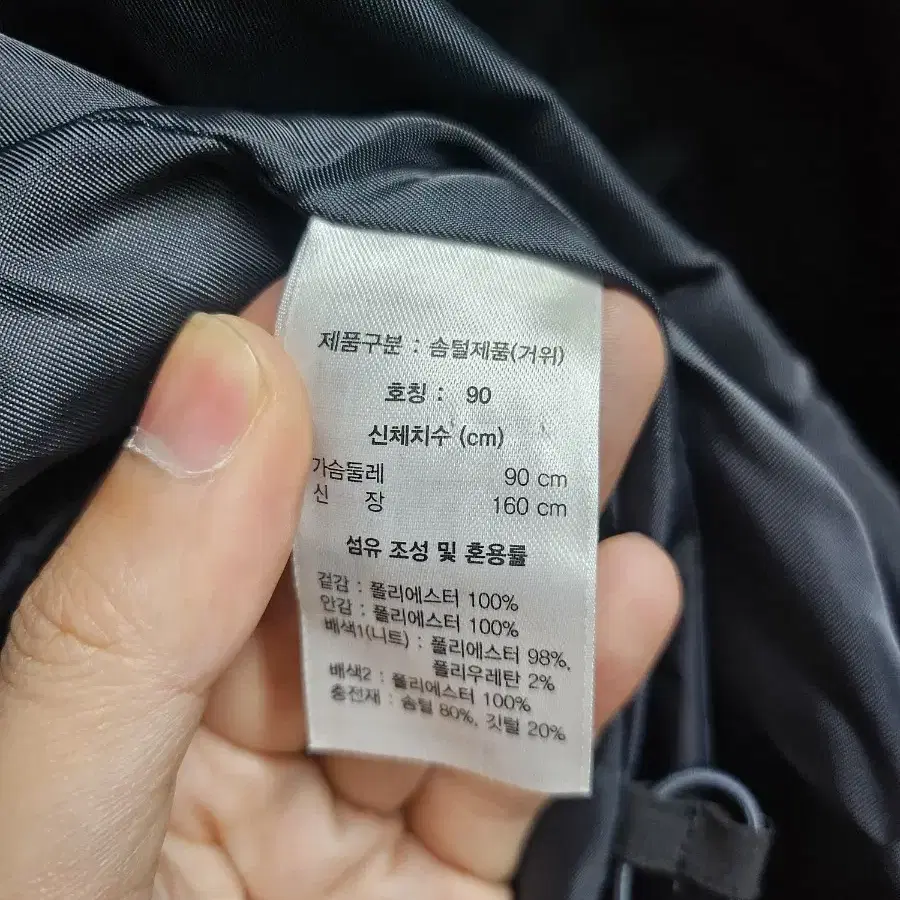 제품구분 : 솜털제품(거위)
호칭 : 90
신체치수 (cm)
가슴둘레 90 cm
신 장 160 cm
섬유 조성 및 혼용률
겉감 : 폴리에스터 100%
안감 : 폴리에스터 100%
배색1(니트) : 폴리에스터 98%,
폴리우레탄 2%
배색2 : 폴리에스터 100%
충전재 : 솜털 80%, 깃털 20%